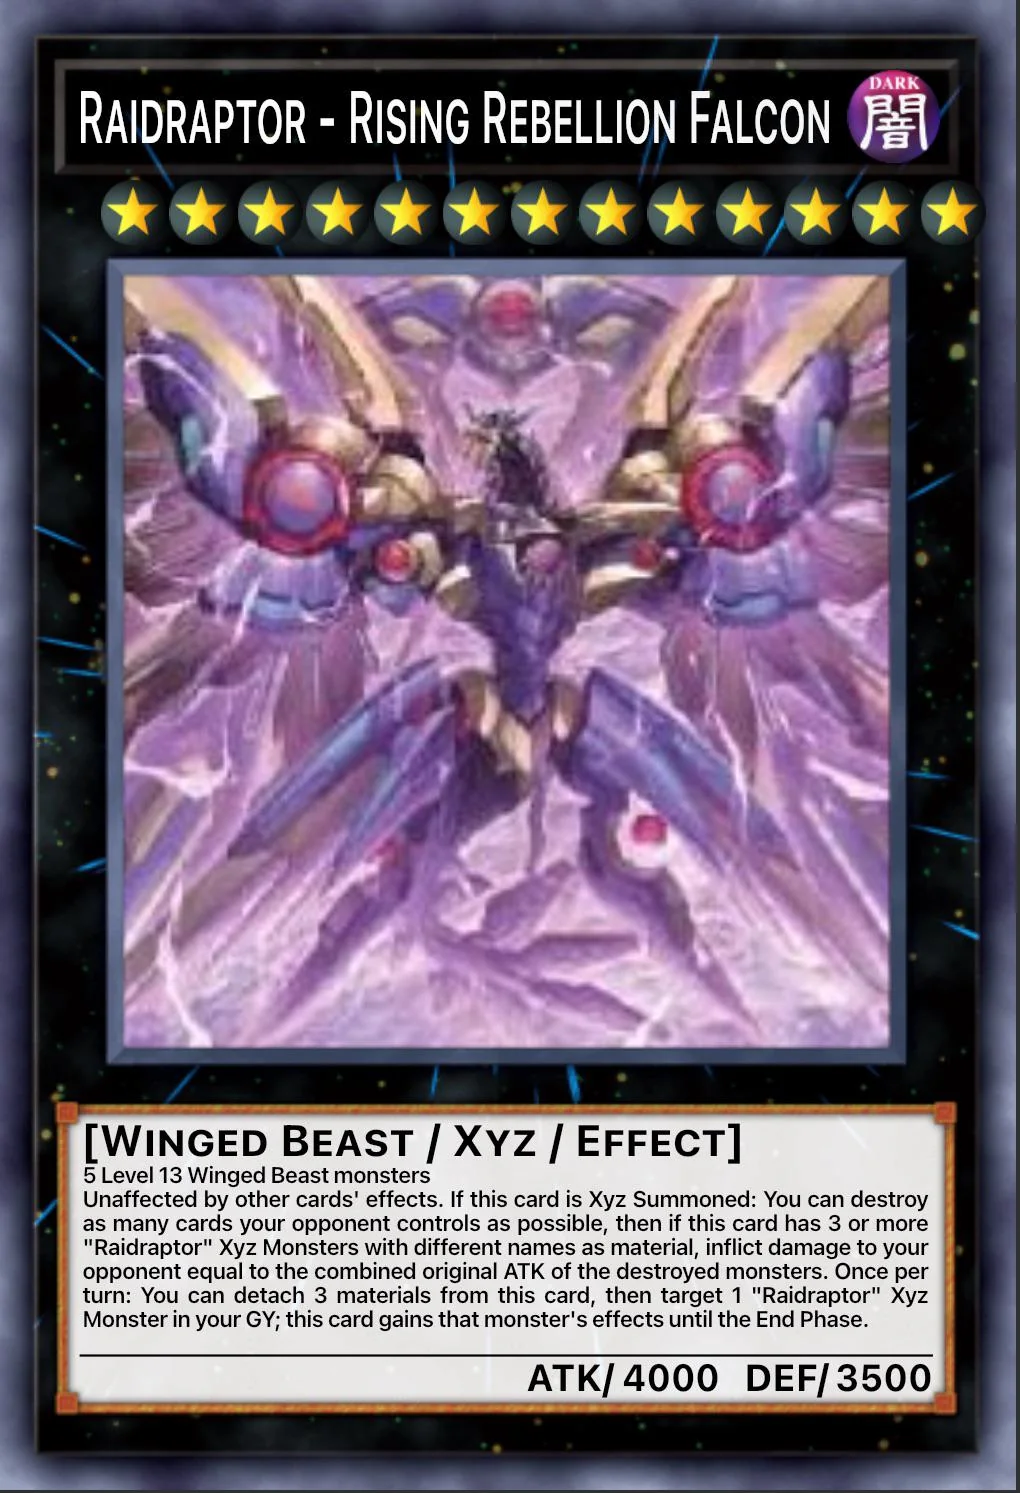 Raidraptor - Rising Rebellion Falcon
DARK
闇
[Winged Beast / Xyz / Effect]
5 Level 13 Winged Beast monsters
Unaffected by other cards' effects. If this card is Xyz Summoned: You can destroy
as many cards your opponent controls as possible, then if this card has 3 or more
"Raidraptor" Xyz Monsters with different names as material, inflict damage to your
opponent equal to the combined original ATK of the destroyed monsters. Once per
turn: You can detach 3 materials from this card, then target 1 "Raidraptor" Xyz
Monster in your GY; this card gains that monster's effects until the End Phase.
ATK/ 4000 DEF/ 3500